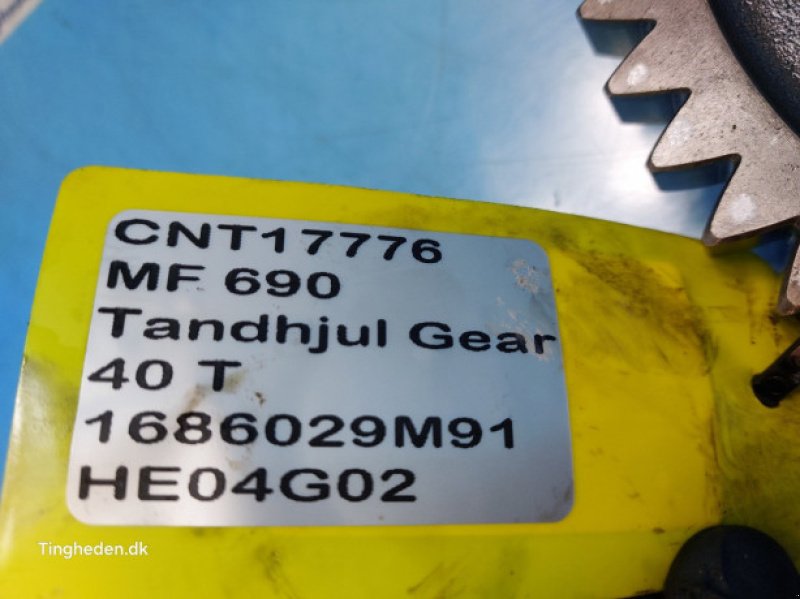 CNT17776
MF 690
Tandhjul Gear
40 T
1686029M91
HE04G02
Tingheden.dk